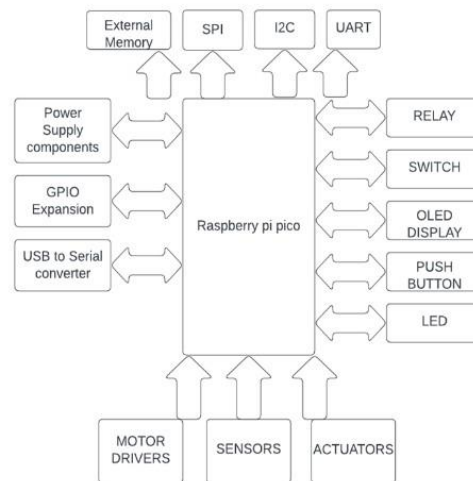 External
Memory
SPI
I2C
UART
Power
Supply
components
GPIO
Expansion
USB to Serial
converter
Raspberry pi pico
RELAY
SWITCH
OLED
DISPLAY
PUSH
BUTTON
LED
MOTOR
DRIVERS
SENSORS
ACTUATORS